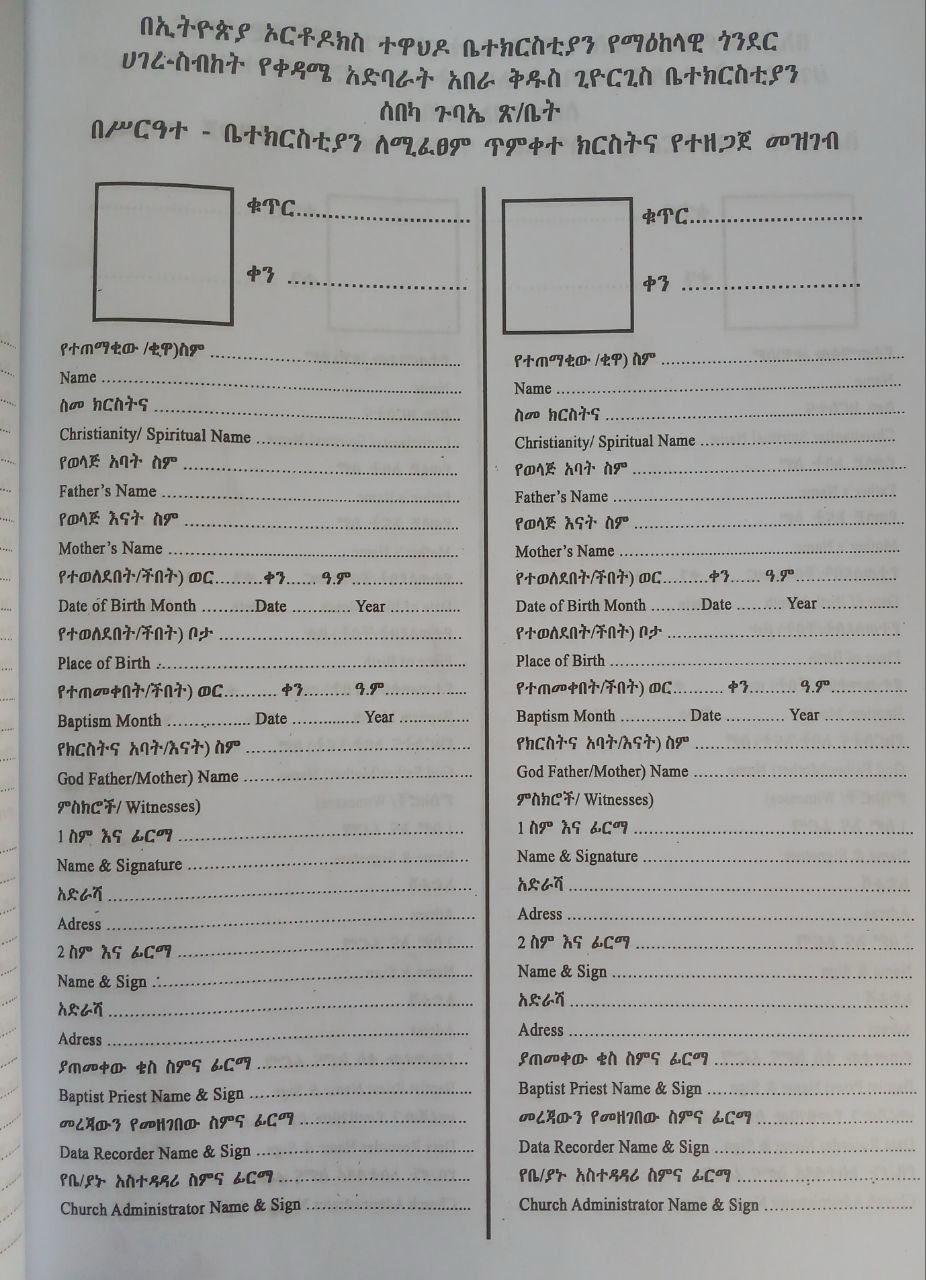 በኢትዮጵያ ኦርቶዶክስ ተዋህዶ ቤተክርስቲያን የማዕከላዊ ጎንደር
ሀገረ-ስብከት የቀዳሜ አድባራት አበራ ቅዱስ ጊዮርጊስ ቤተክርስቲያን
ሰበካ ጉባኤ ጽ/ቤት
በሥርዓተ - ቤተክርስቲያን ለሚፈፀም ጥምቀተ ክርስትና የተዘጋጀ መዝገብ
ቁጥር..............................
ቀን ..............................
የተጠማቂው /ቂዋ)ስም ..............................
Name ..............................
ስመ ክርስትና ..............................
Christianity/ Spiritual Name ..............................
የወላጅ አባት ስም ..............................
Father's Name ..............................
የወላጅ እናት ስም ..............................
Mother's Name ..............................
የተወለደበት/ችበት) ወር.........ቀን...... ዓ.ም..............
Date of Birth Month .........Date ......... Year ..............
የተወለደበት/ችበት) ቦታ ..............................
Place of Birth ..............................
የተጠመቀበት/ችበት) ወር.......... ቀን......... ዓ.ም..............
Baptism Month ............... Date ............ Year ............
የክርስትና አባት/እናት) ስም ..............................
God Father/Mother) Name ..............................
ምስክሮች/ Witnesses)
1 ስም እና ፊርማ ..............................
Name & Signature ..............................
አድራሻ ..............................
Adress ..............................
2 ስም እና ፊርማ ..............................
Name & Sign ..............................
አድራሻ ..............................
Adress ..............................
ያጠመቀው ቄስ ስምና ፊርማ ..............................
Baptist Priest Name & Sign ..............................
መረጃውን የመዘገበው ስምና ፊርማ ..............................
Data Recorder Name & Sign ..............................
የቤ/ያኑ አስተዳዳሪ ስምና ፊርማ ..............................
Church Administrator Name & Sign ..............................
ቁጥር..............................
ቀን ..............................
የተጠማቂው /ቂዋ) ስም ..............................
Name ..............................
ስመ ክርስትና ..............................
Christianity/ Spiritual Name ..............................
የወላጅ አባት ስም ..............................
Father's Name ..............................
የወላጅ እናት ስም ..............................
Mother's Name ..............................
የተወለደበት/ችበት) ወር.........ቀን...... ዓ.ም..............
Date of Birth Month .........Date ......... Year ..............
የተወለደበት/ችበት) ቦታ ..............................
Place of Birth ..............................
የተጠመቀበት/ችበት) ወር.......... ቀን......... ዓ.ም..............
Baptism Month ............ Date ........... Year ..............
የክርስትና አባት/እናት) ስም ..............................
God Father/Mother) Name ..............................
ምስክሮች/ Witnesses)
1 ስም እና ፊርማ ..............................
Name & Signature ..............................
አድራሻ ..............................
Adress ..............................
2 ስም እና ፊርማ ..............................
Name & Sign ..............................
አድራሻ ..............................
Adress ..............................
ያጠመቀው ቄስ ስምና ፊርማ ..............................
Baptist Priest Name & Sign ..............................
መረጃውን የመዘገበው ስምና ፊርማ ..............................
Data Recorder Name & Sign ..............................
የቤ/ያኑ አስተዳዳሪ ስምና ፊርማ ..............................
Church Administrator Name & Sign ..............................